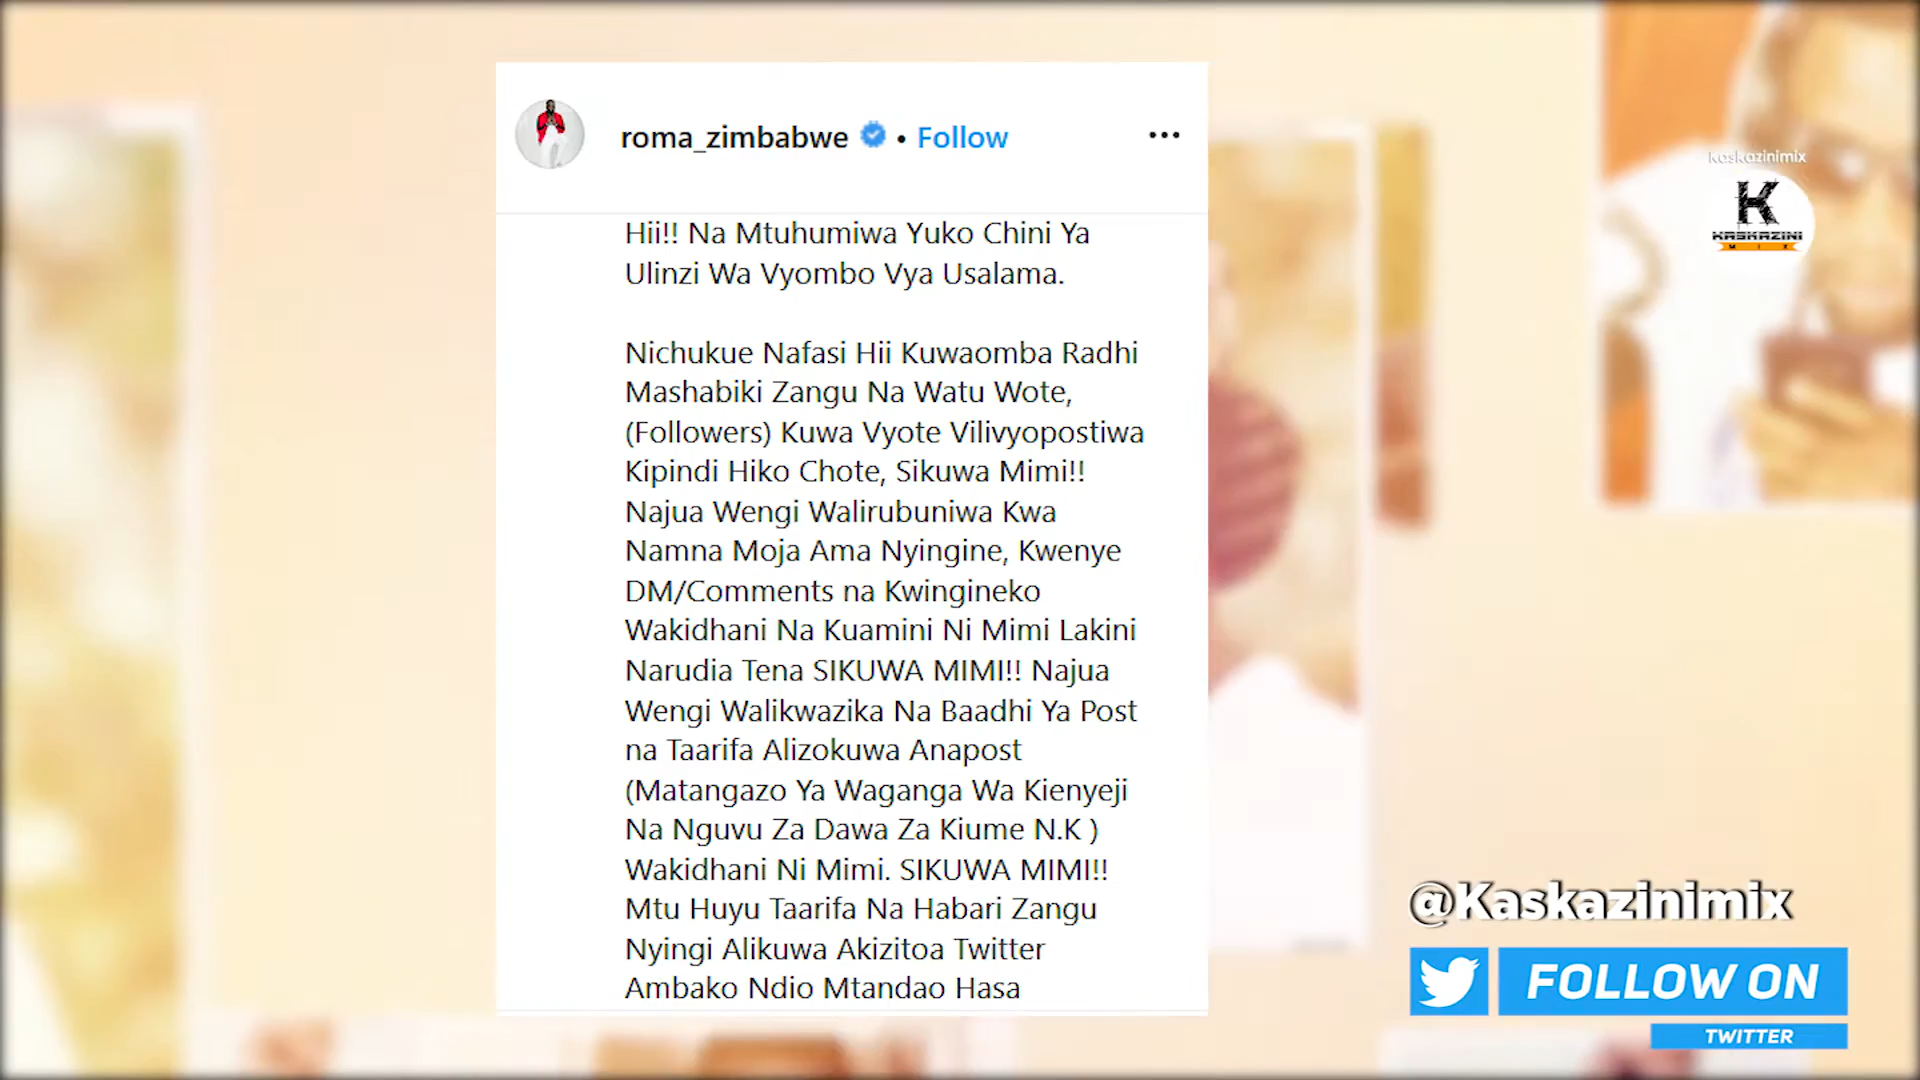 roma_zimbabwe • Follow
Hii!! Na Mtuhumiwa Yuko Chini Ya
Ulinzi Wa Vyombo Vya Usalama.
Nichukue Nafasi Hii Kuwaomba Radhi
Mashabiki Zangu Na Watu Wote,
(Followers) Kuwa Vyote Vilivyopostiwa
Kipindi Hiko Chote, Sikuwa Mimi!!
Najua Wengi Walirubuniwa Kwa
Namna Moja Ama Nyingine, Kwenye
DM/Comments na Kwingineko
Wakidhani Na Kuamini Ni Mimi Lakini
Narudia Tena SIKUWA MIMI!! Najua
Wengi Walikwazika Na Baadhi Ya Post
na Taarifa Alizokuwa Anapost
(Matangazo Ya Waganga Wa Kienyeji
Na Nguvu Za Dawa Za Kiume N.K )
Wakidhani Ni Mimi. SIKUWA MIMI!!
Mtu Huyu Taarifa Na Habari Zangu
Nyingi Alikuwa Akizitoa Twitter
Ambako Ndio Mtandao Hasa
kaskazinimix
K
KASKAZINI
MIX
@Kaskazinimix
FOLLOW ON
TWITTER